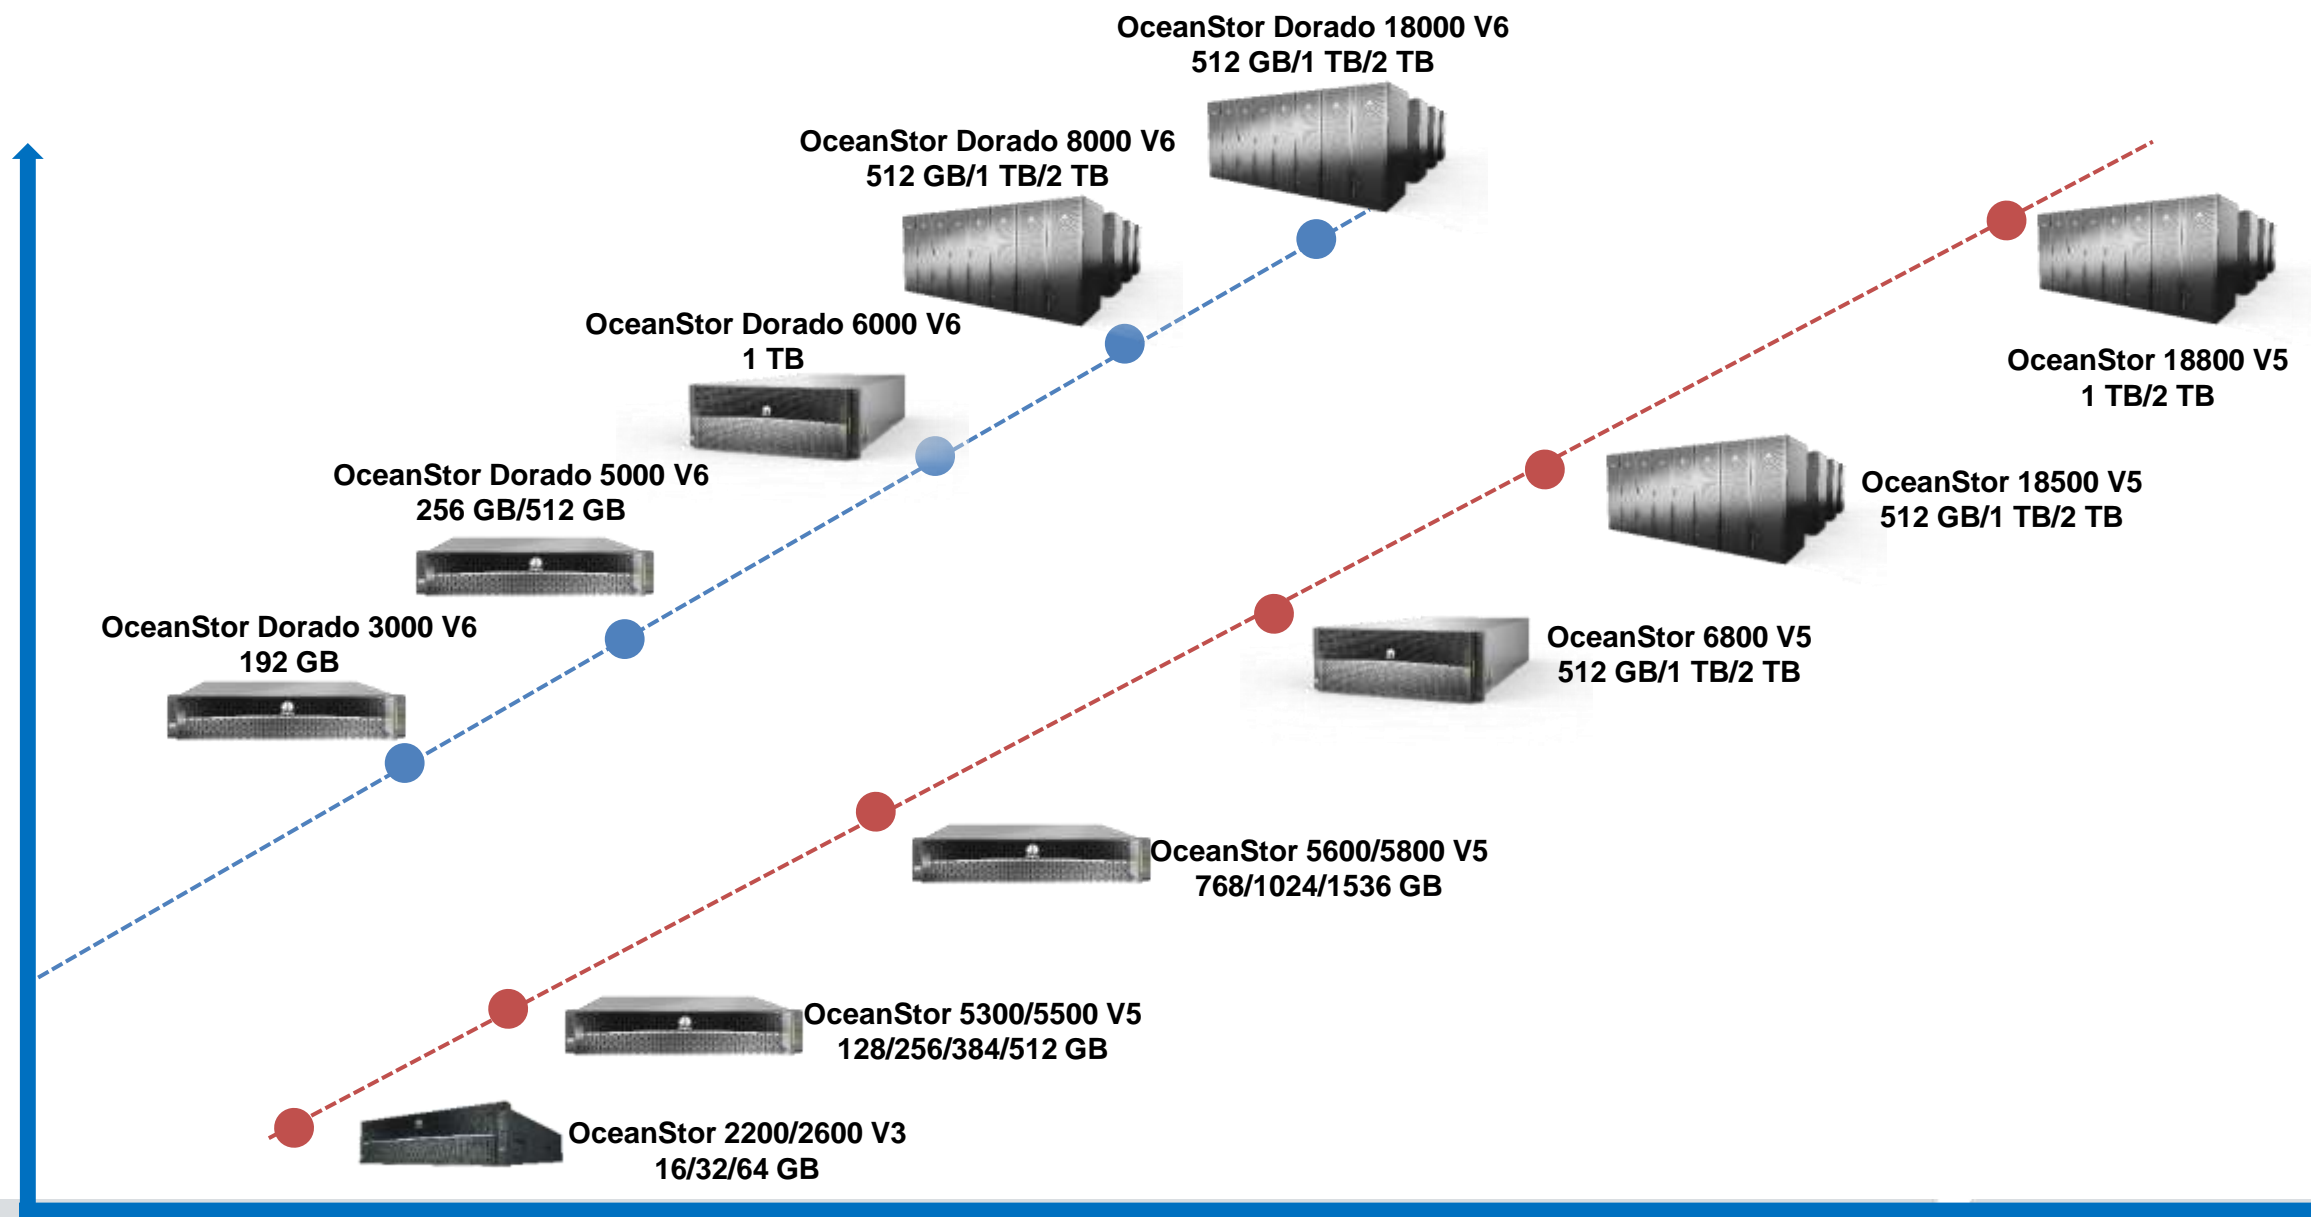 OceanStor Dorado 18000 V6
512 GB/1 TB/2 TB
OceanStor Dorado 8000 V6
512 GB/1 TB/2 TB
OceanStor Dorado 6000 V6
1 TB
OceanStor Dorado 5000 V6
256 GB/512 GB
OceanStor Dorado 3000 V6
192 GB
OceanStor 18800 V5
1 TB/2 TB
OceanStor 18500 V5
512 GB/1 TB/2 TB
OceanStor 6800 V5
512 GB/1 TB/2 TB
OceanStor 5600/5800 V5
768/1024/1536 GB
OceanStor 5300/5500 V5
128/256/384/512 GB
OceanStor 2200/2600 V3
16/32/64 GB